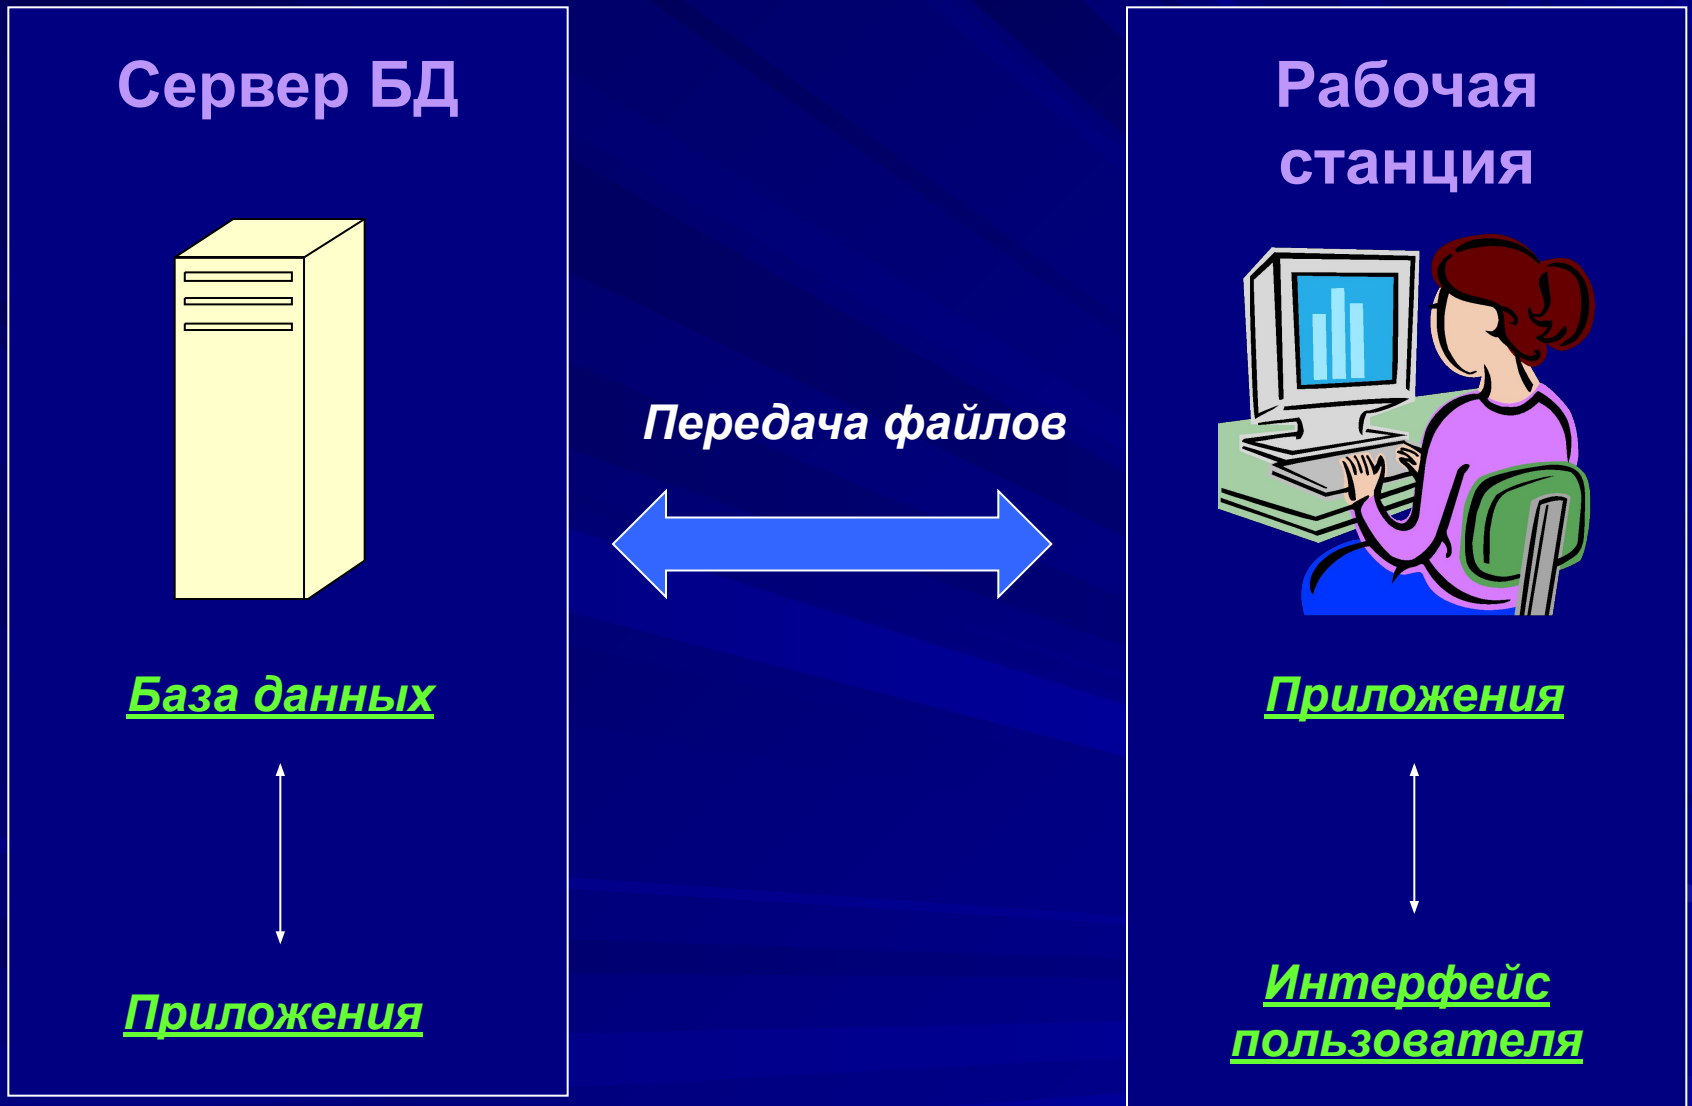 Сервер БД
База данных
Приложения
Передача файлов
Рабочая
станция
Приложения
Интерфейс
пользователя